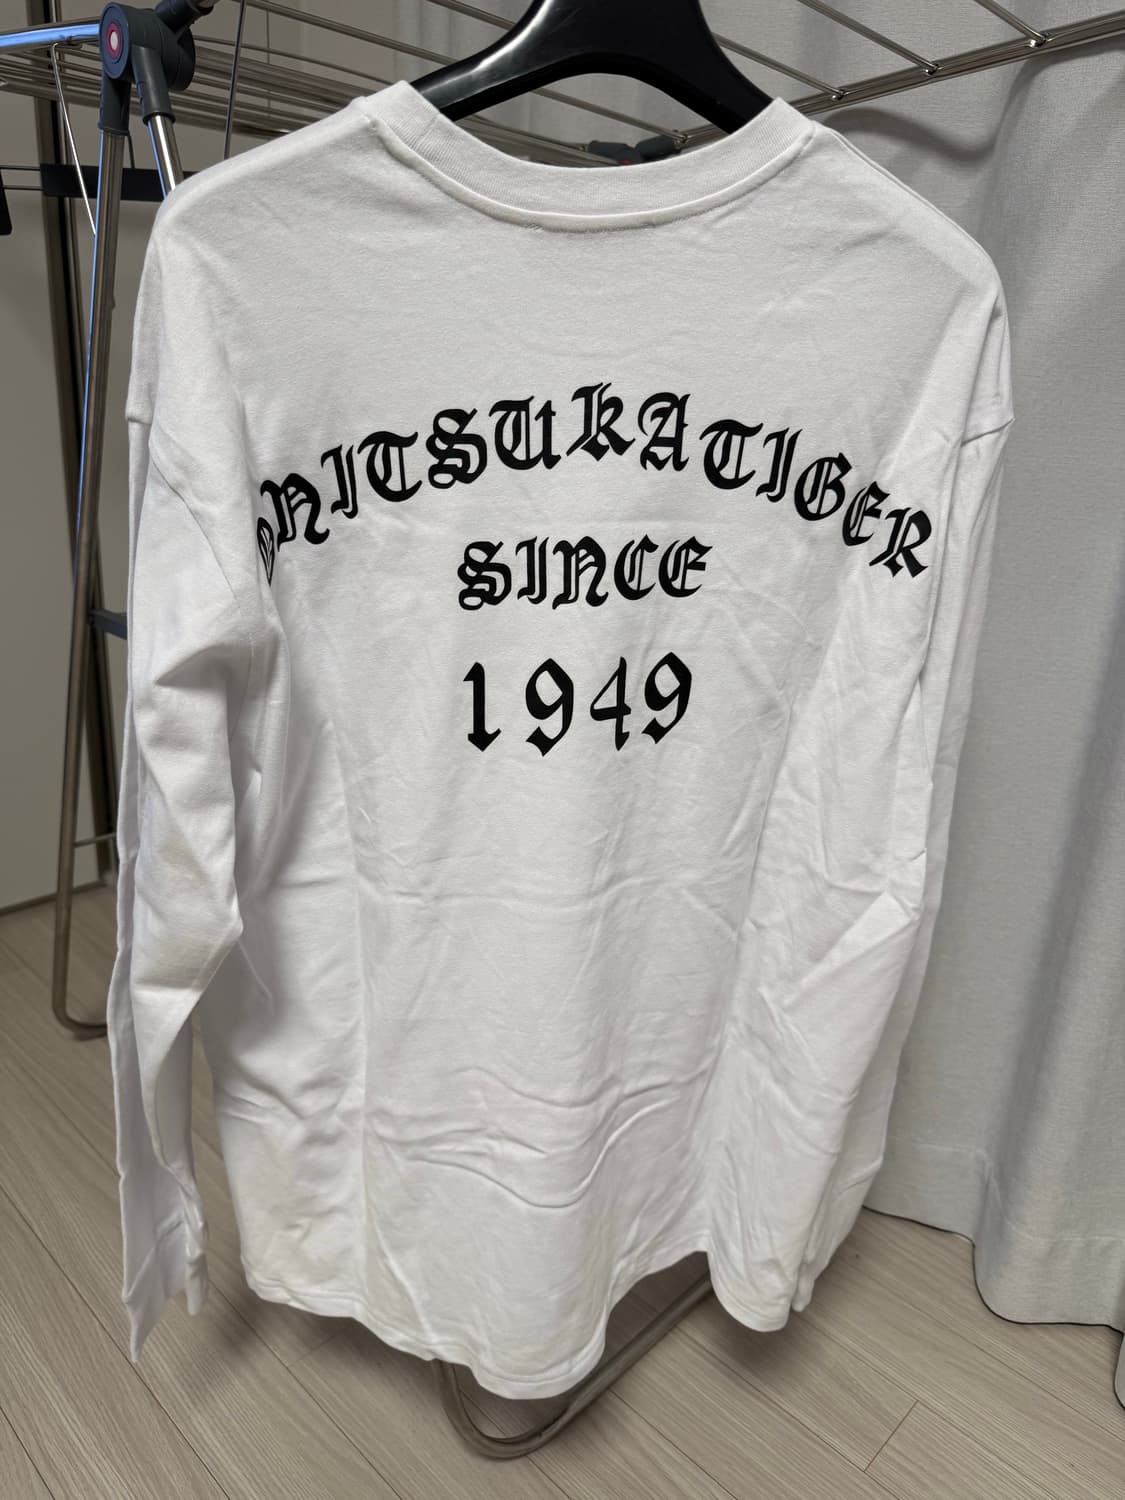 ONITSUKATIGER
SINCE
1949